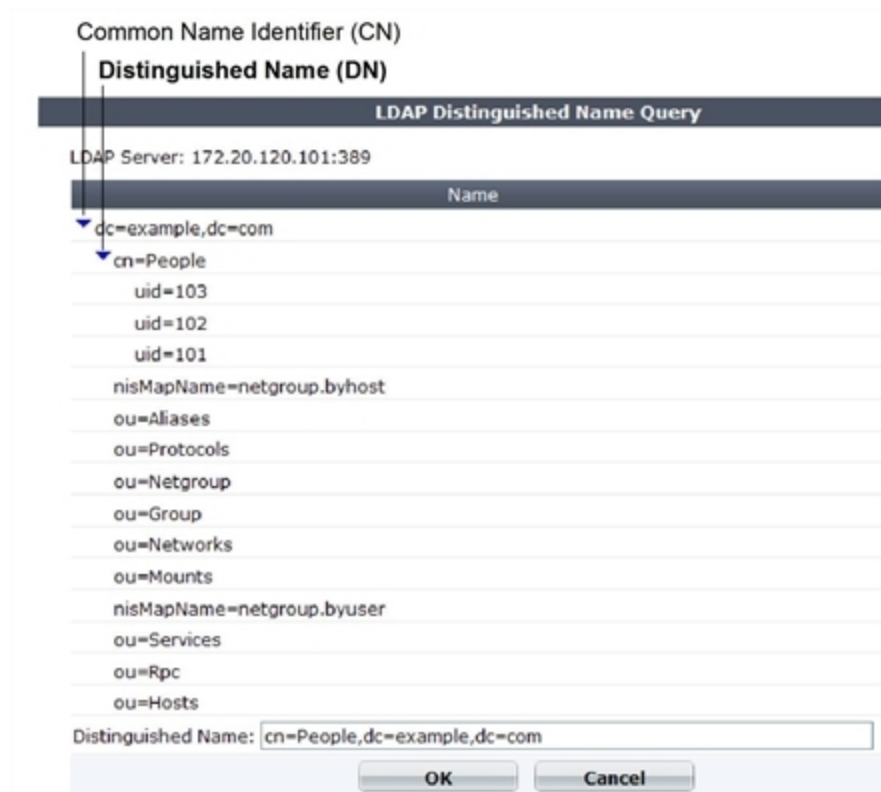 Common Name Identifier (CN)
Distinguished Name (DN)
LDAP Distinguished Name Query
LDAP Server: 172.20.120.101:389
Name
dc=example,dc=com
cn=People
uid=103
uid=102
uid=101
nisMapName=netgroup.byhost
ou=Aliases
ou=Protocols
ou=Netgroup
ou=Group
ou=Networks
ou=Mounts
nisMapName=netgroup.byuser
ou=Services
ou=Rpc
ou=Hosts
Distinguished Name: cn=People,dc=example,dc=com
OK Cancel